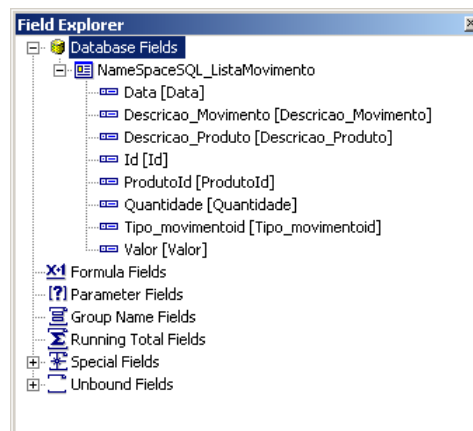 Field Explorer
Database Fields
NameSpaceSQL_ListaMovimento
Data [Data]
Descricao_Movimento [Descricao_Movimento]
Descricao_Produto [Descricao_Produto]
Id [Id]
ProdutoId [ProdutoId]
Quantidade [Quantidade]
Tipo_movimentoid [Tipo_movimentoid]
Valor [Valor]
X+1 Formula Fields
[?] Parameter Fields
Group Name Fields
Σ Running Total Fields
Special Fields
Unbound Fields